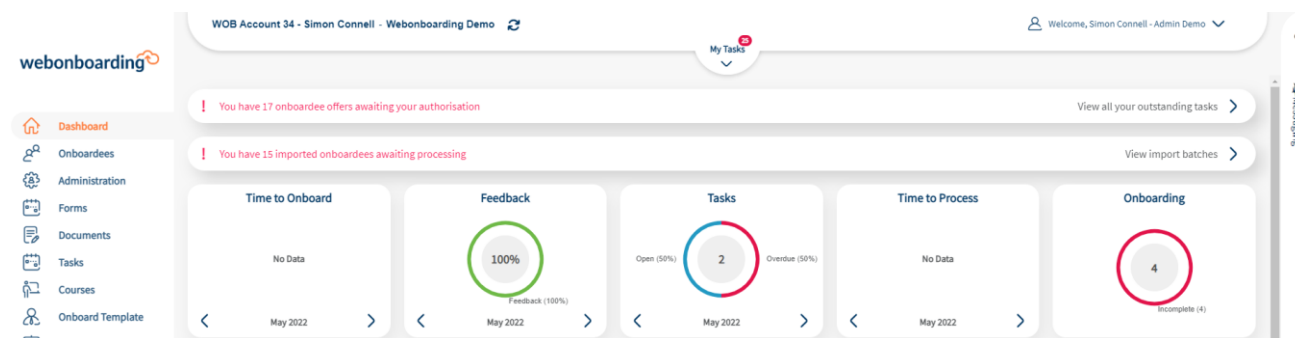 WOB Account 34 - Simon Connell - Webonboarding Demo
Welcome, Simon Connell - Admin Demo
25
My Tasks
webonboarding
! You have 17 onboardee offers awaiting your authorisation
View all your outstanding tasks
! You have 15 imported onboardees awaiting processing
View import batches
Dashboard
Onboardees
Administration
Forms
Documents
Tasks
Courses
Onboard Template
Time to Onboard
No Data
May 2022
Feedback
100%
Feedback (100%)
May 2022
Tasks
Open (50%)
2
Overdue (50%)
May 2022
Time to Process
No Data
May 2022
Onboarding
4
Incomplete (4)